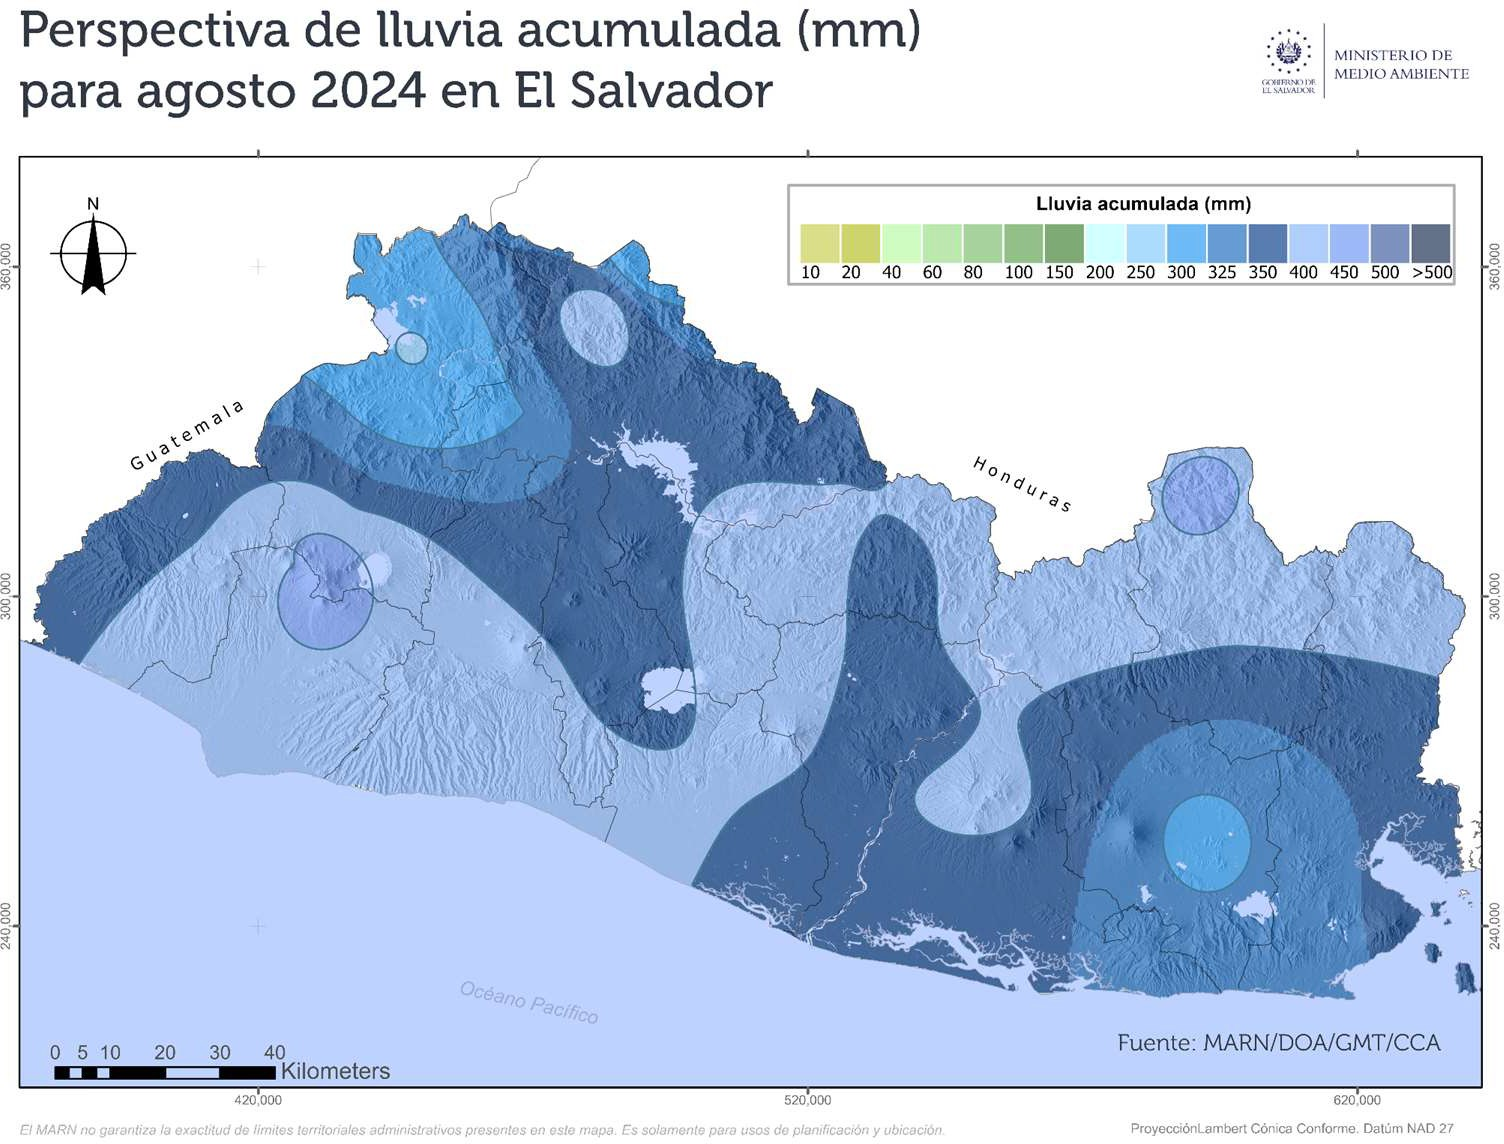 Perspectiva de lluvia acumulada (mm)
para agosto 2024 en El Salvador
GOBIERNO DE
EL SALVADOR
MINISTERIO DE
MEDIO AMBIENTE
N
Lluvia acumulada (mm)
10 20 40 60 80 100 150 200 250 300 325 350 400 450 500 >500
360,000
360,000
Guatemala
Honduras
300,000
300,000
240,000
240,000
Océano Pacífico
Fuente: MARN/DOA/GMT/CCA
0 5 10 20 30 40
Kilometers
420,000 520,000 620,000
El MARN no garantiza la exactitud de límites territoriales administrativos presentes en este mapa. Es solamente para usos de planificación y ubicación.
ProyecciónLambert Cónica Conforme. Datúm NAD 27